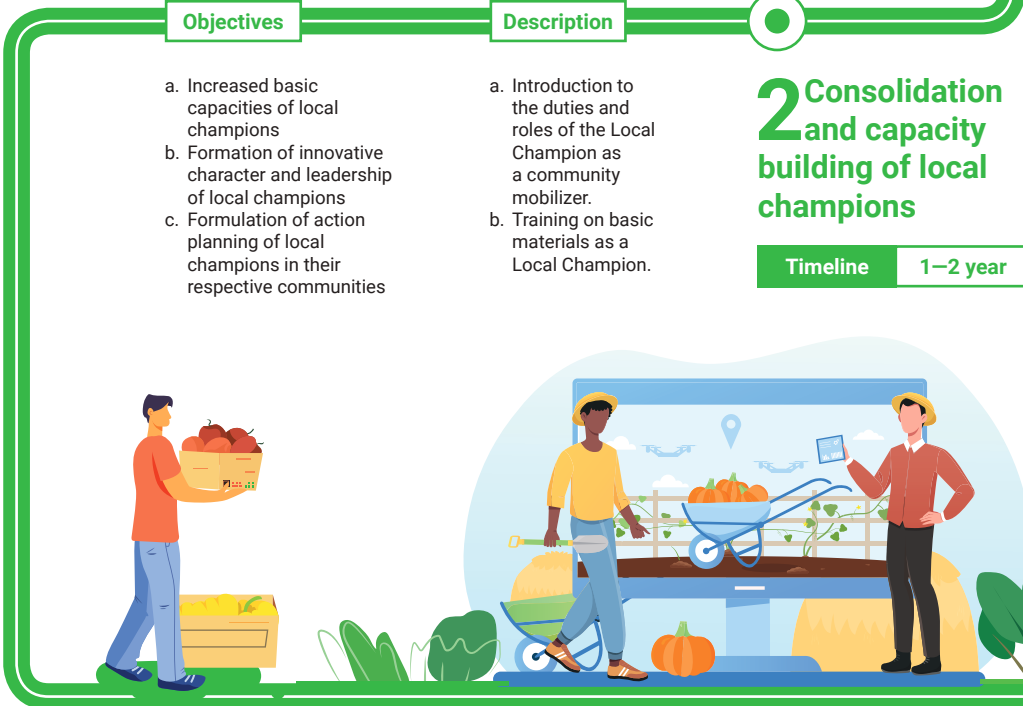 Objectives
a. Increased basic
capacities of local
champions
b. Formation of innovative
character and leadership
of local champions
c. Formulation of action
planning of local
champions in their
respective communities
Description
a. Introduction to
the duties and
roles of the Local
Champion as
a community
mobilizer.
b. Training on basic
materials as a
Local Champion.
2 Consolidation
and capacity
building of local
champions
Timeline
1—2 year